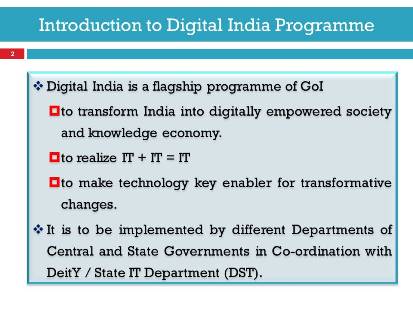 Introduction to Digital India Programme
2
Digital India is a flagship programme of GoI
to transform India into digitally empowered society
and knowledge economy.
to realize IT + IT = IT
to make technology key enabler for transformative
changes.
It is to be implemented by different Departments of
Central and State Governments in Co-ordination with
DeitY / State IT Department (DST).